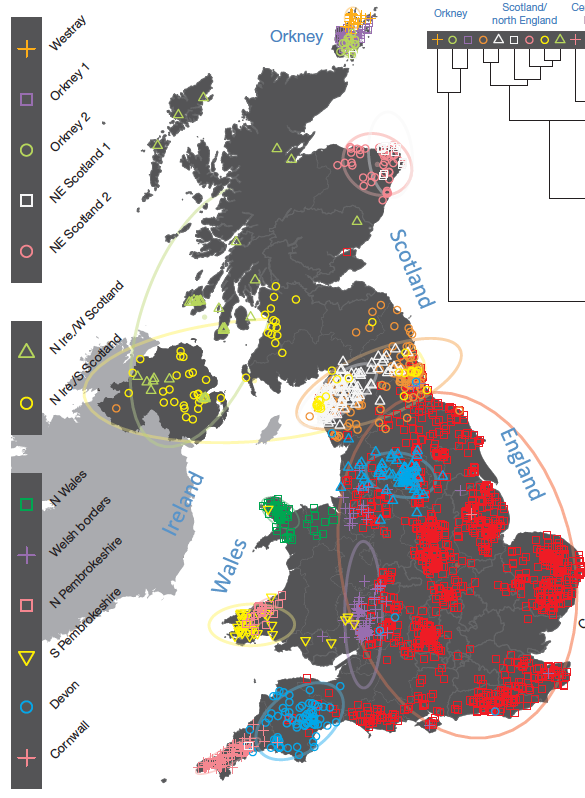 Orkney
Scotland/
north England
Ce
Orkney
Westray
Orkney 1
Orkney 2
NE Scotland 1
NE Scotland 2
Scotland
N Ire./W Scotland
N Ire./S Scotland
England
Ireland
Wales
N Wales
Welsh borders
N Pembrokeshire
S Pembrokeshire
Devon
Cornwall